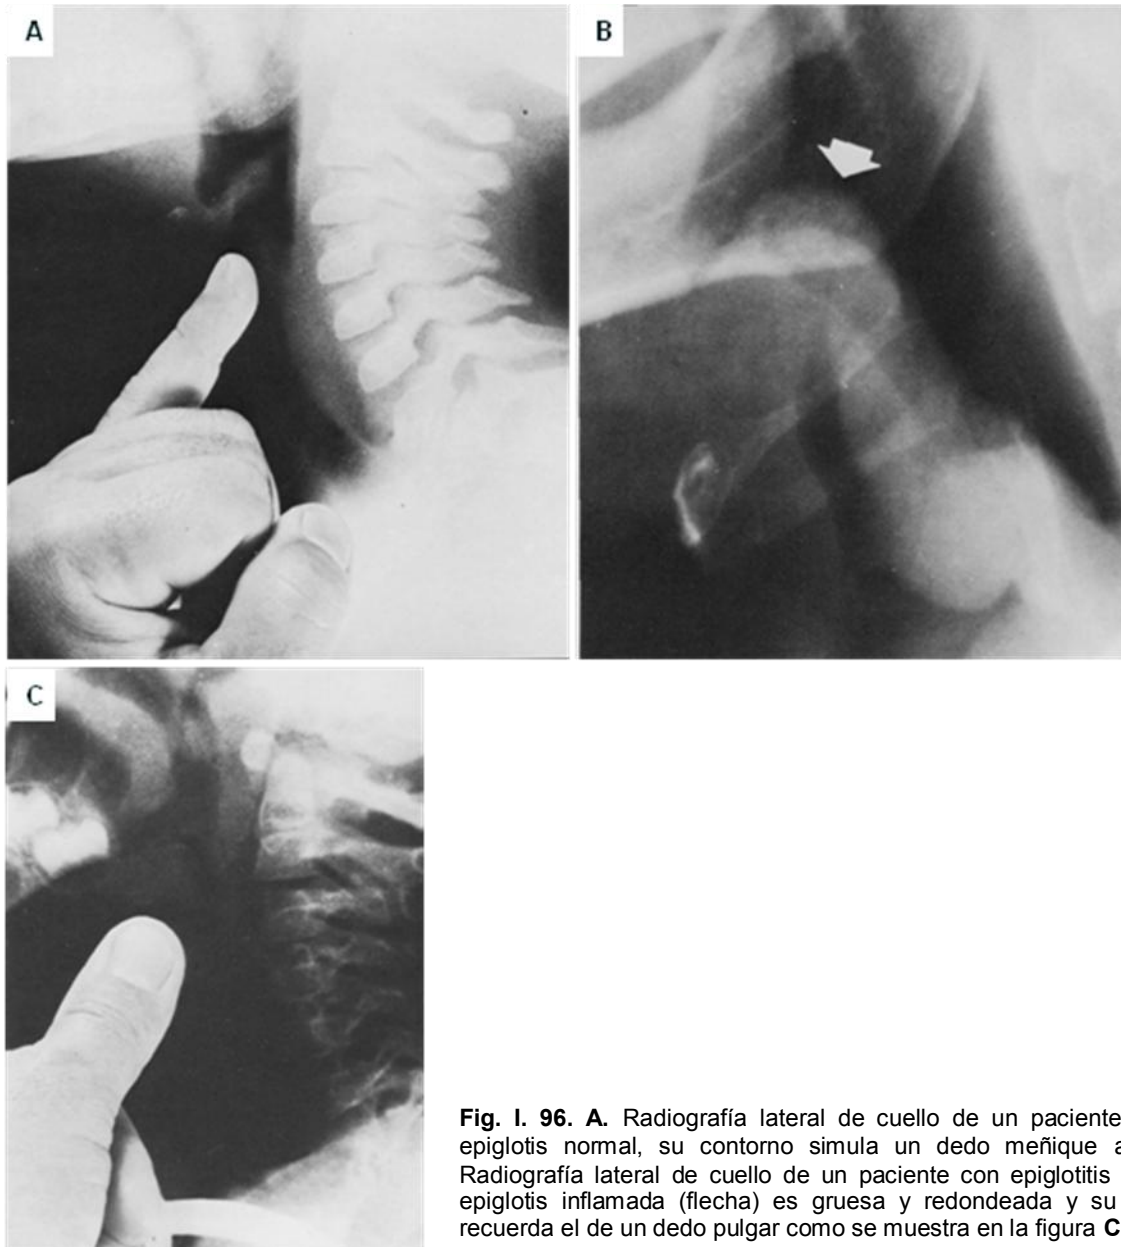 A
B
C
Fig. I. 96. A. Radiografía lateral de cuello de un paciente
epiglotis normal, su contorno simula un dedo meñique a
Radiografía lateral de cuello de un paciente con epiglotitis
epiglotis inflamada (flecha) es gruesa y redondeada y su
recuerda el de un dedo pulgar como se muestra en la figura C